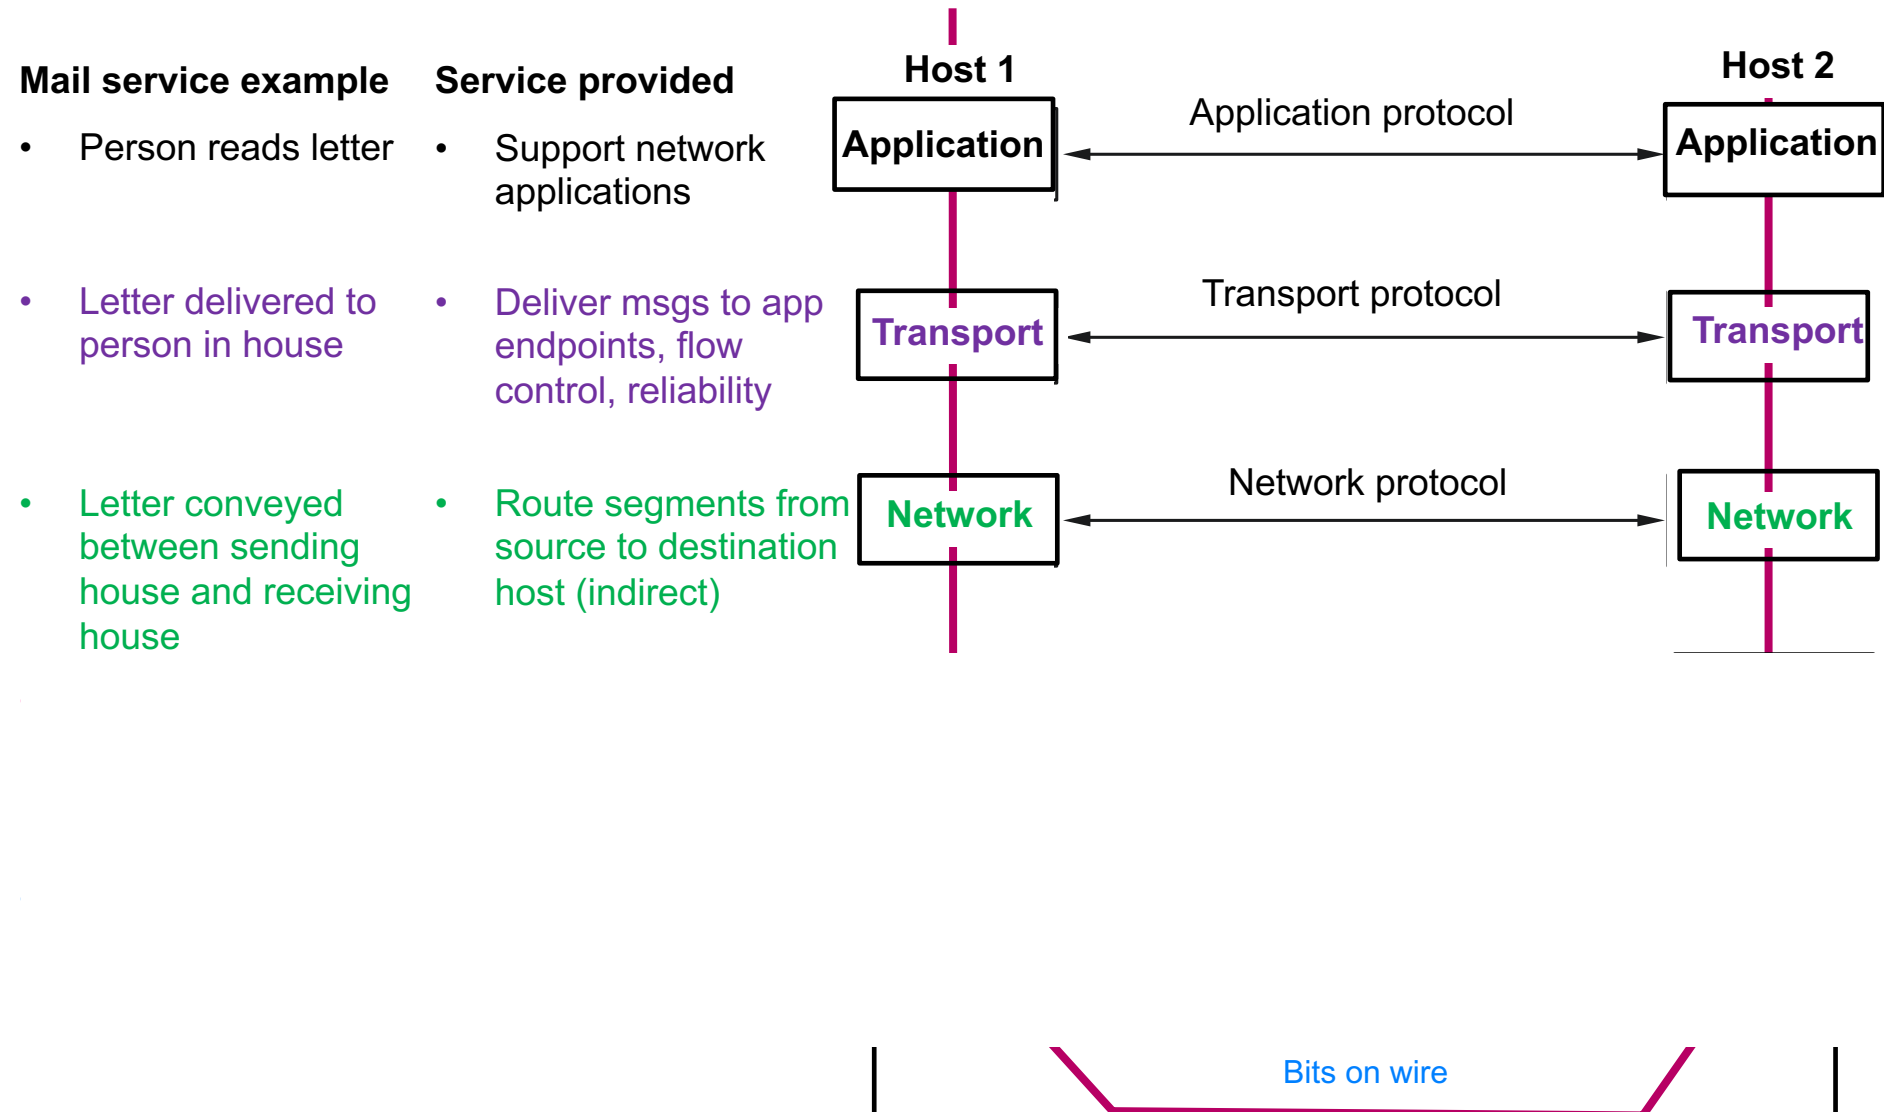 Mail service example
Service provided
Host 1
Host 2
• Person reads letter
• Support network
applications
Application
Application protocol
Application
• Letter delivered to
person in house
• Deliver msgs to app
endpoints, flow
control, reliability
Transport
Transport protocol
Transport
• Letter conveyed
between sending
house and receiving
house
• Route segments from
source to destination
host (indirect)
Network
Network protocol
Network
Bits on wire